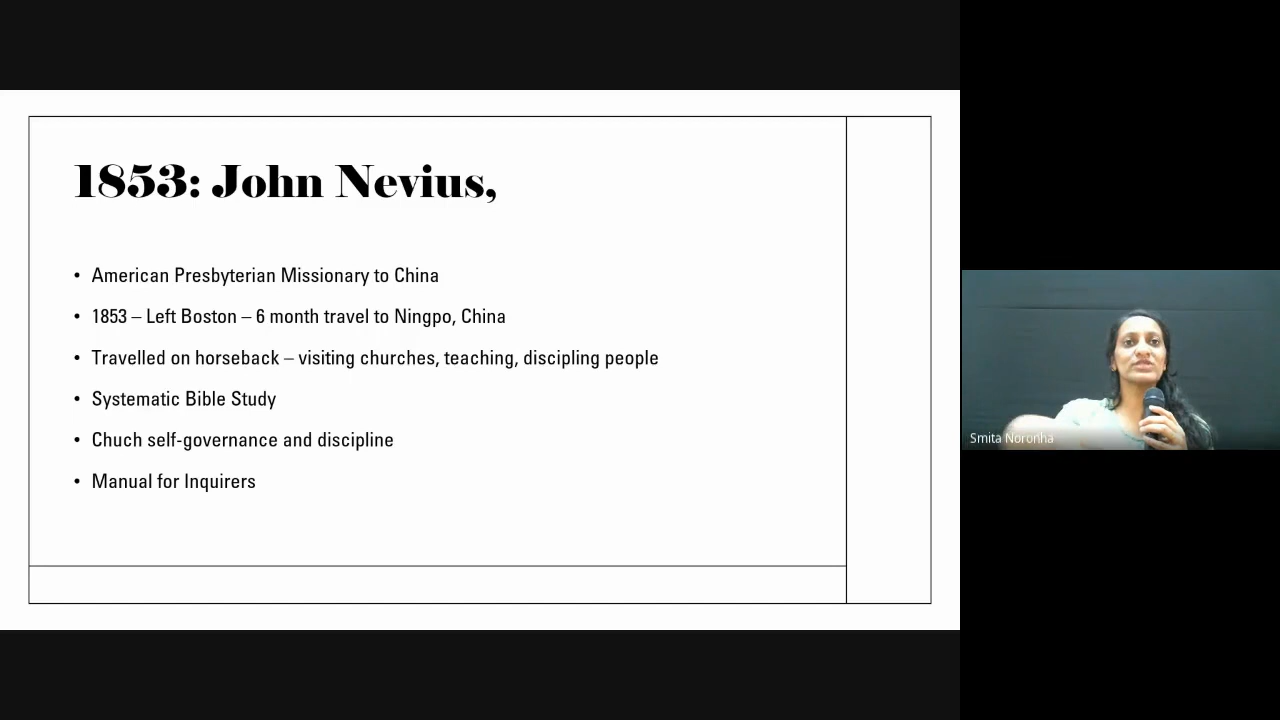 1853: John Nevius,
• American Presbyterian Missionary to China
• 1853 – Left Boston – 6 month travel to Ningpo, China
• Travelled on horseback – visiting churches, teaching, discipling people
• Systematic Bible Study
• Chuch self-governance and discipline
• Manual for Inquirers
Smita Noronha